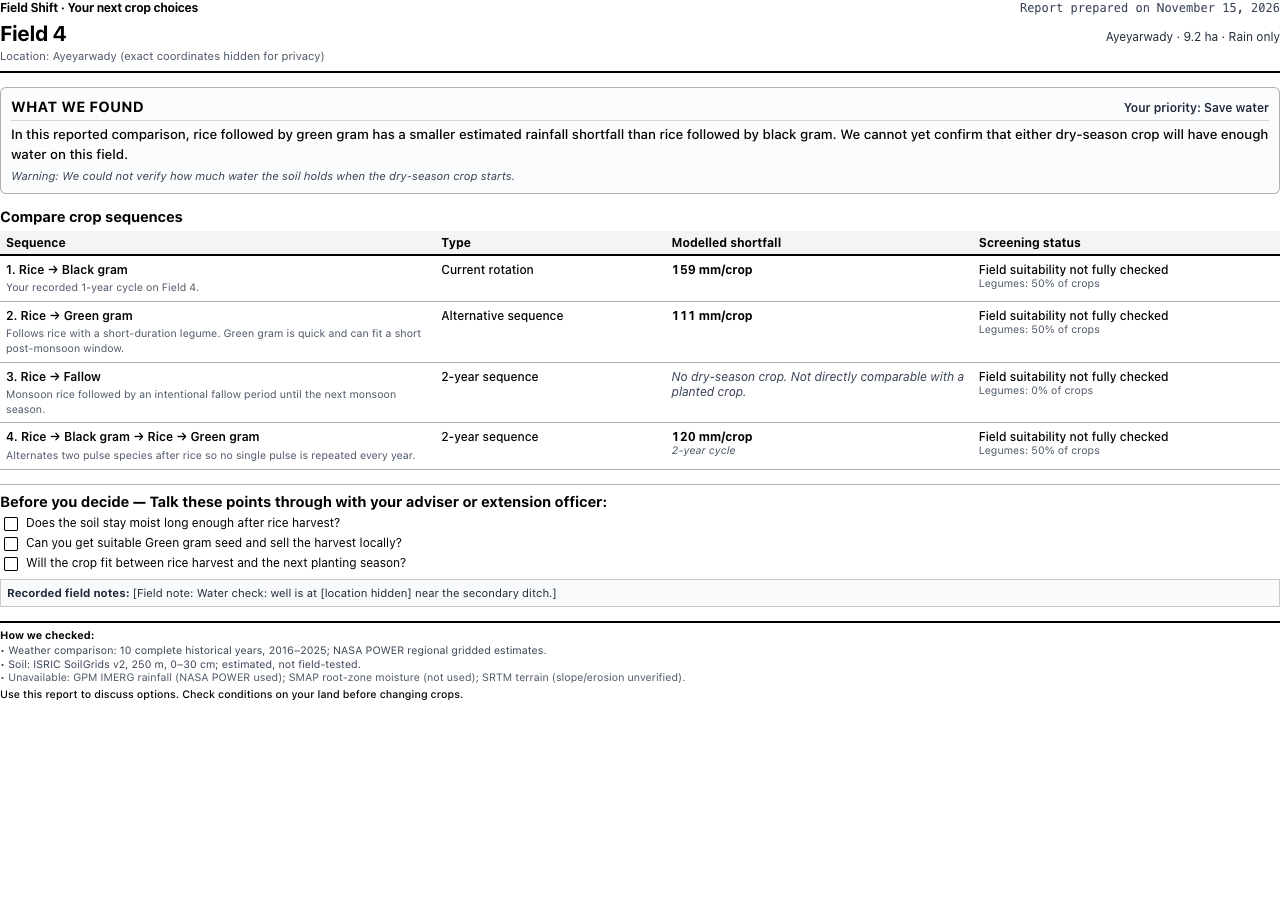 Field Shift · Your next crop choices
Report prepared on November 15, 2026
Field 4
Ayeyarwady · 9.2 ha · Rain only
Location: Ayeyarwady (exact coordinates hidden for privacy)
WHAT WE FOUND
Your priority: Save water
In this reported comparison, rice followed by green gram has a smaller estimated rainfall shortfall than rice followed by black gram. We cannot yet confirm that either dry-season crop will have enough
water on this field.
Warning: We could not verify how much water the soil holds when the dry-season crop starts.
Compare crop sequences
Sequence Type Modelled shortfall Screening status
1. Rice → Black gram Current rotation 159 mm/crop Field suitability not fully checked
Your recorded 1-year cycle on Field 4. Legumes: 50% of crops
2. Rice → Green gram Alternative sequence 111 mm/crop Field suitability not fully checked
Follows rice with a short-duration legume. Green gram is quick and can fit a short Legumes: 50% of crops
post-monsoon window.
3. Rice → Fallow 2-year sequence No dry-season crop. Not directly comparable with a Field suitability not fully checked
Monsoon rice followed by an intentional fallow period until the next monsoon planted crop. Legumes: 0% of crops
season.
4. Rice → Black gram → Rice → Green gram 2-year sequence 120 mm/crop Field suitability not fully checked
Alternates two pulse species after rice so no single pulse is repeated every year. 2-year cycle Legumes: 50% of crops
Before you decide — Talk these points through with your adviser or extension officer:
Does the soil stay moist long enough after rice harvest?
Can you get suitable Green gram seed and sell the harvest locally?
Will the crop fit between rice harvest and the next planting season?
Recorded field notes: [Field note: Water check: well is at [location hidden] near the secondary ditch.]
How we checked:
• Weather comparison: 10 complete historical years, 2016–2025; NASA POWER regional gridded estimates.
• Soil: ISRIC SoilGrids v2, 250 m, 0–30 cm; estimated, not field-tested.
• Unavailable: GPM IMERG rainfall (NASA POWER used); SMAP root-zone moisture (not used); SRTM terrain (slope/erosion unverified).
Use this report to discuss options. Check conditions on your land before changing crops.